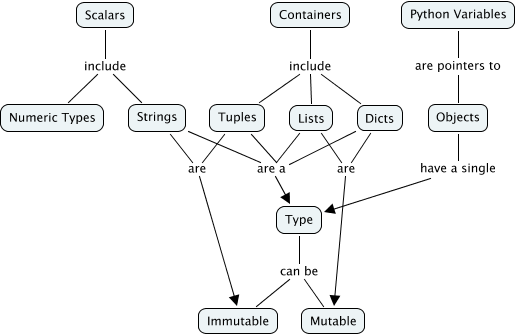 Scalars
Containers
Python Variables
include
include
are pointers to
Numeric Types
Strings
Tuples
Lists
Dicts
Objects
are
are a
are
have a single
Type
can be
Immutable
Mutable